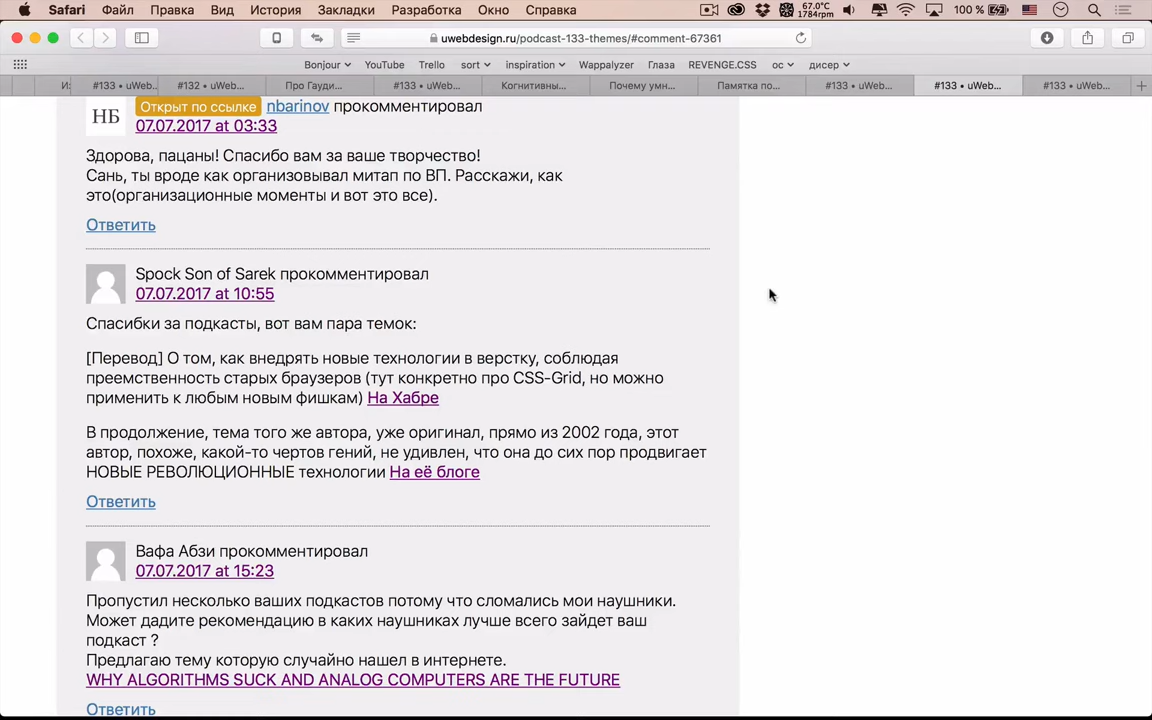 Safari Файл Правка Вид История Закладки Разработка Окно Справка 67.0°C 1784rpm 100 %
uwebdesign.ru/podcast-133-themes/#comment-67361
Bonjour YouTube Trello sort inspiration Wappalyzer Глаза REVENGE.CSS ос дисер
#133 • uWeb... #132 • uWeb... Про Гауди... #133 • uWeb... Когнитивны... Почему умн... Памятка по... #133 • uWeb... #133 • uWeb... #133 • uWeb...
НБ Открыт по ссылке nbarinov прокомментировал
07.07.2017 at 03:33
Здорова, пацаны! Спасибо вам за ваше творчество!
Сань, ты вроде как организовывал митап по ВП. Расскажи, как
это(организационные моменты и вот это все).
Ответить
Spock Son of Sarek прокомментировал
07.07.2017 at 10:55
Спасибки за подкасты, вот вам пара темок:
[Перевод] О том, как внедрять новые технологии в верстку, соблюдая
преемственность старых браузеров (тут конкретно про CSS-Grid, но можно
применить к любым новым фишкам) На Хабре
В продолжение, тема того же автора, уже оригинал, прямо из 2002 года, этот
автор, похоже, какой-то чертов гений, не удивлен, что она до сих пор продвигает
НОВЫЕ РЕВОЛЮЦИОННЫЕ технологии На её блоге
Ответить
Вафа Абзи прокомментировал
07.07.2017 at 15:23
Пропустил несколько ваших подкастов потому что сломались мои наушники.
Может дадите рекомендацию в каких наушниках лучше всего зайдет ваш
подкаст ?
Предлагаю тему которую случайно нашел в интернете.
WHY ALGORITHMS SUCK AND ANALOG COMPUTERS ARE THE FUTURE
Ответить